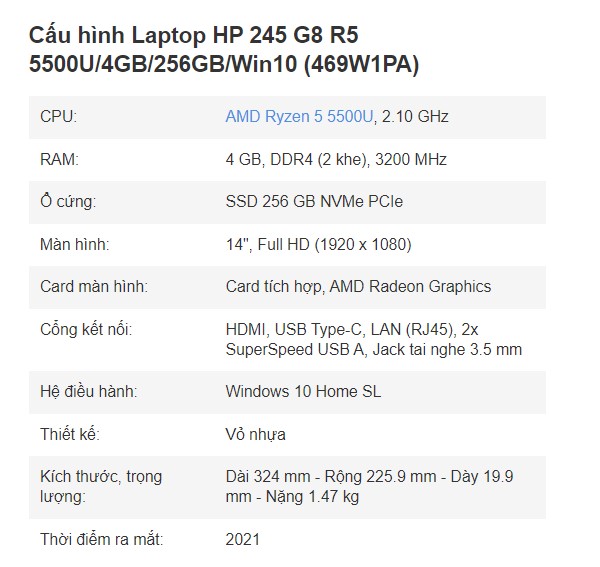 Cấu hình Laptop HP 245 G8 R5
5500U/4GB/256GB/Win10 (469W1PA)
CPU: AMD Ryzen 5 5500U, 2.10 GHz
RAM: 4 GB, DDR4 (2 khe), 3200 MHz
Ổ cứng: SSD 256 GB NVMe PCIe
Màn hình: 14", Full HD (1920 x 1080)
Card màn hình: Card tích hợp, AMD Radeon Graphics
Cổng kết nối: HDMI, USB Type-C, LAN (RJ45), 2x
SuperSpeed USB A, Jack tai nghe 3.5 mm
Hệ điều hành: Windows 10 Home SL
Thiết kế: Vỏ nhựa
Kích thước, trọng
lượng:
Dài 324 mm - Rộng 225.9 mm - Dày 19.9
mm - Nặng 1.47 kg
Thời điểm ra mắt: 2021